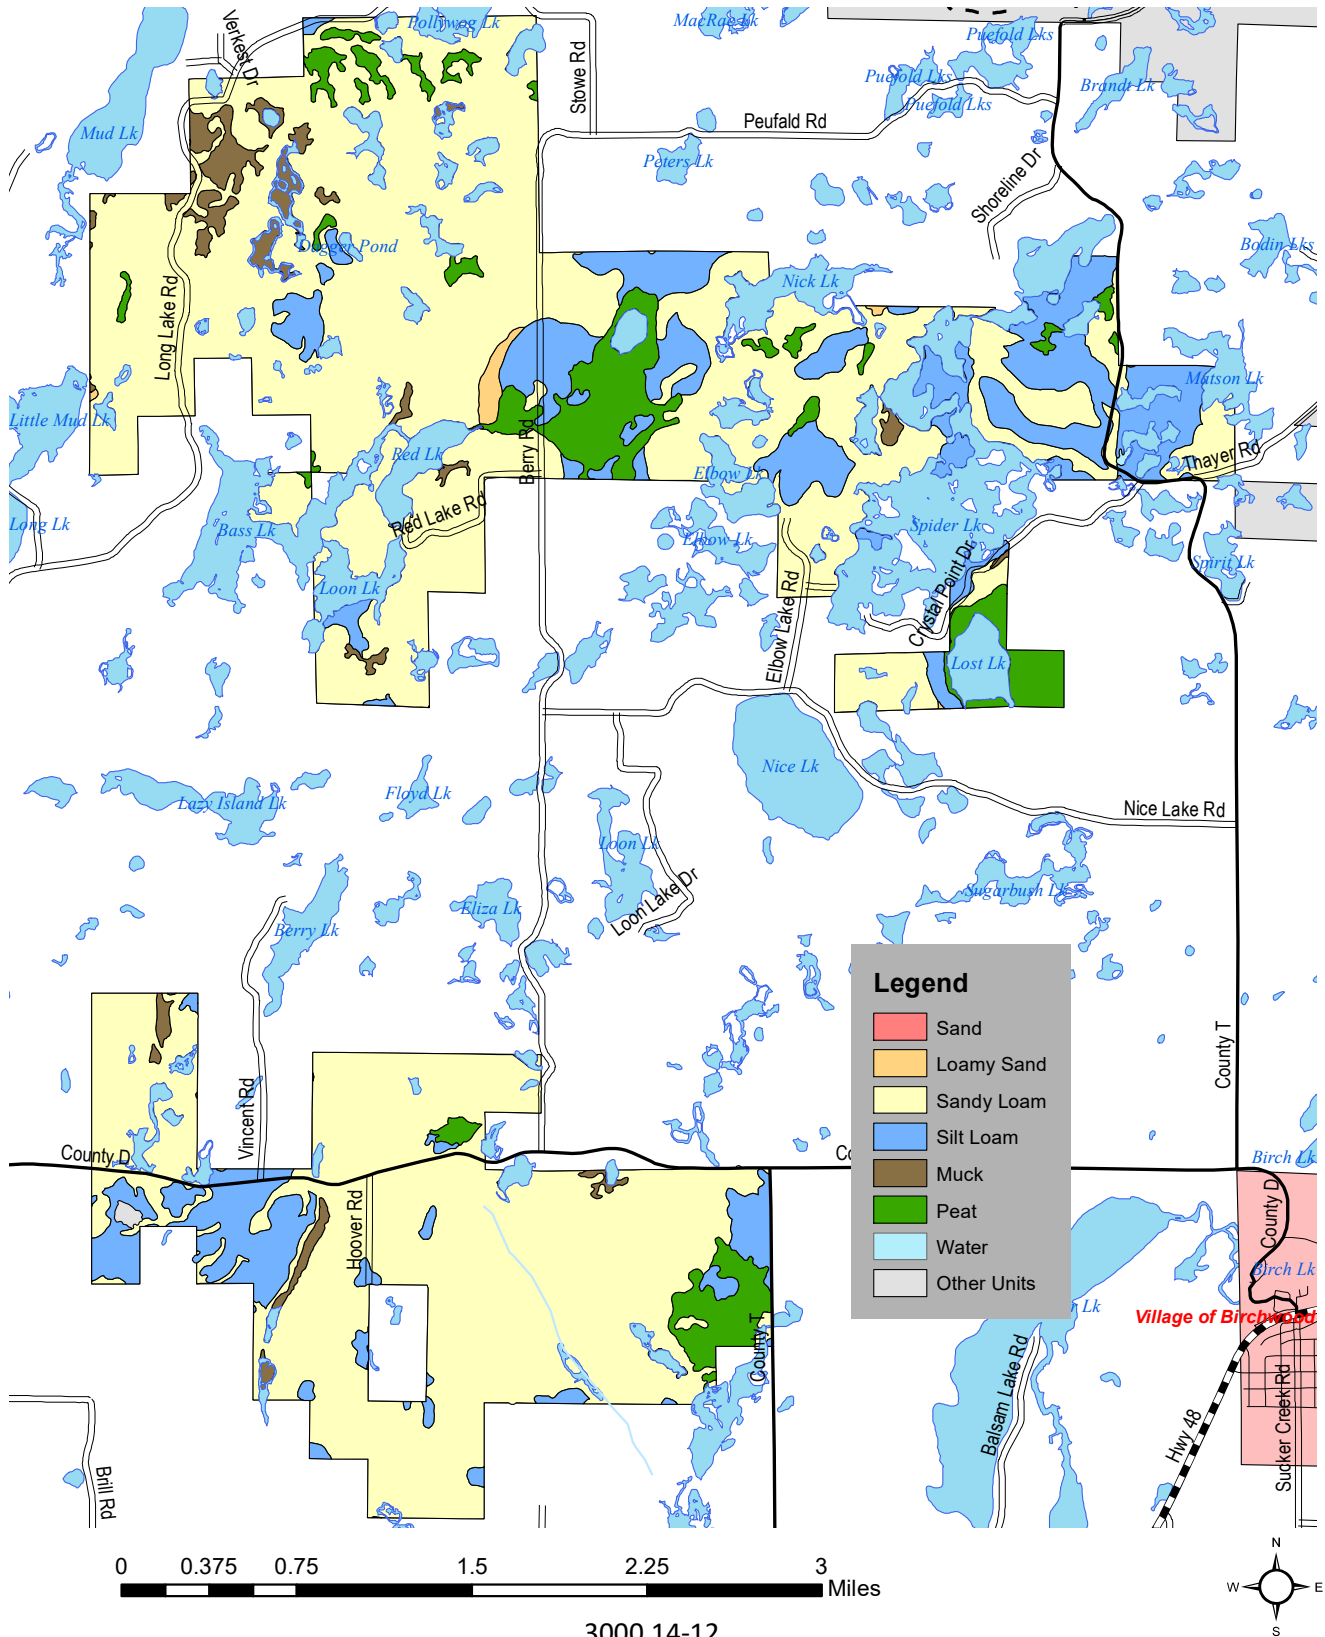 Pollywog Lk
MacRae Lk
Puefold Lks
Verkest Dr
Stowe Rd
Puefold Lks
Brandt Lk
Puefold Lks
Mud Lk
Peufald Rd
Peters Lk
Shoreline Dr
Dugger Pond
Bodin Lks
Nick Lk
Long Lake Rd
Matson Lk
Little Mud Lk
Berry Rd
Red Lk
Thayer Rd
Elbow Lk
Red Lake Rd
Long Lk
Bass Lk
Spider Lk
Elbow Lk
Spirit Lk
Loon Lk
Crystal Point Dr
Elbow Lake Rd
Lost Lk
Nice Lk
Lazy Island Lk
Floyd Lk
Nice Lake Rd
Loon Lk
Sugarbush Lk
Loon Lake Dr
Eliza Lk
Berry Lk
Legend
Sand
Loamy Sand
Sandy Loam
Silt Loam
Muck
Peat
Water
Other Units
County T
Vincent Rd
County D
Co
Birch Lk
Hoover Rd
County D
Birch Lk
Lk
Village of Birchwood
County T
Balsam Lake Rd
Hwy 48
Sucker Creek Rd
Brill Rd
0 0.375 0.75 1.5 2.25 3
Miles
N
W E
S
3000 14-12